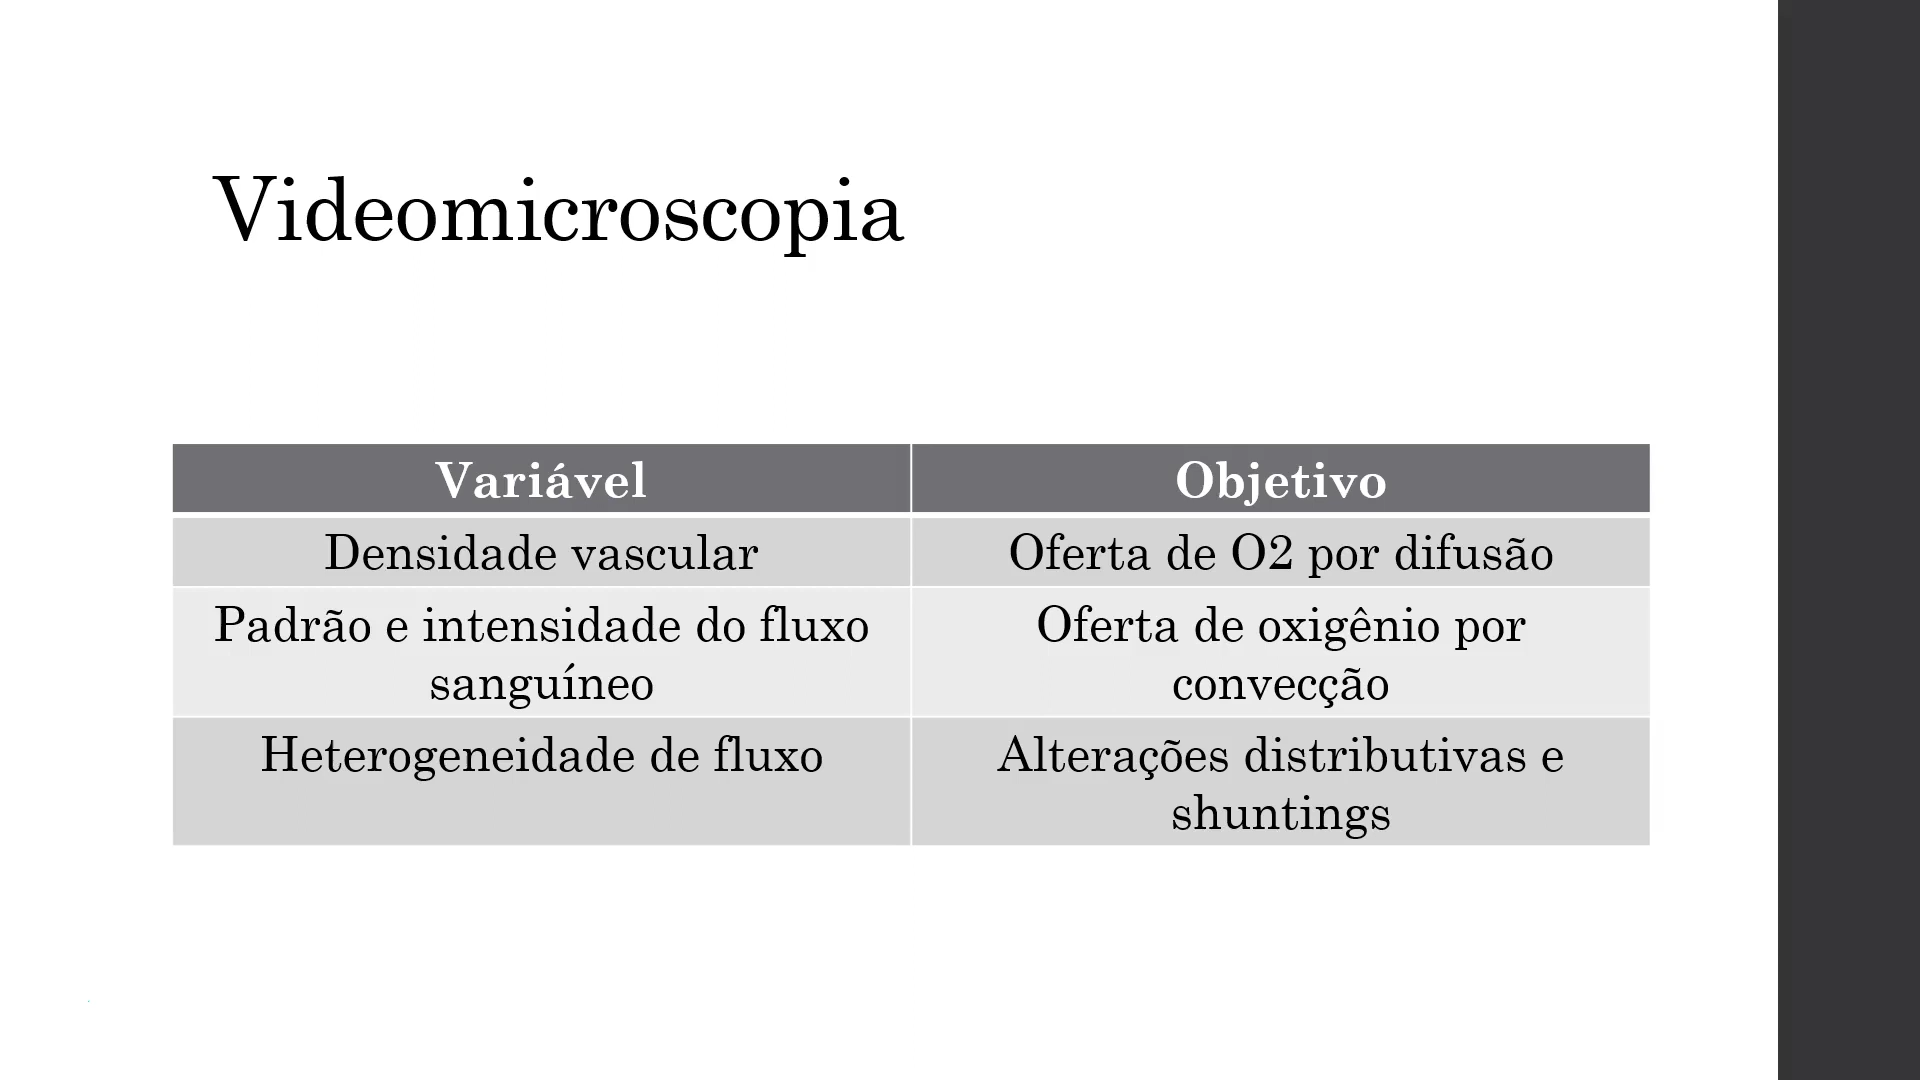 Videomicroscopia
Variável
Objetivo
Densidade vascular
Oferta de O2 por difusão
Padrão e intensidade do fluxo
sanguíneo
Oferta de oxigênio por
convecção
Heterogeneidade de fluxo
Alterações distributivas e
shuntings